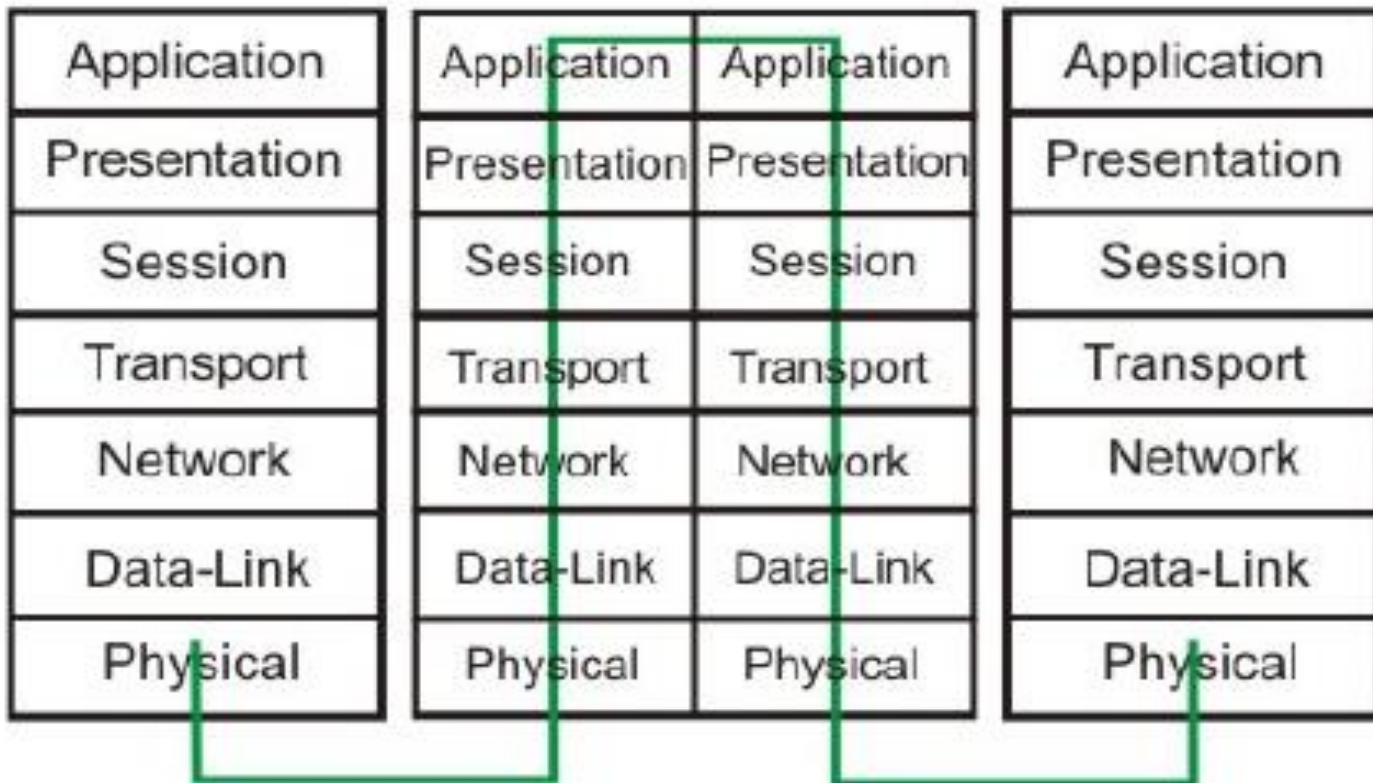 Application Application Application Application
Presentation Presentation Presentation Presentation
Session Session Session Session
Transport Transport Transport Transport
Network Network Network Network
Data-Link Data-Link Data-Link Data-Link
Physical Physical Physical Physical